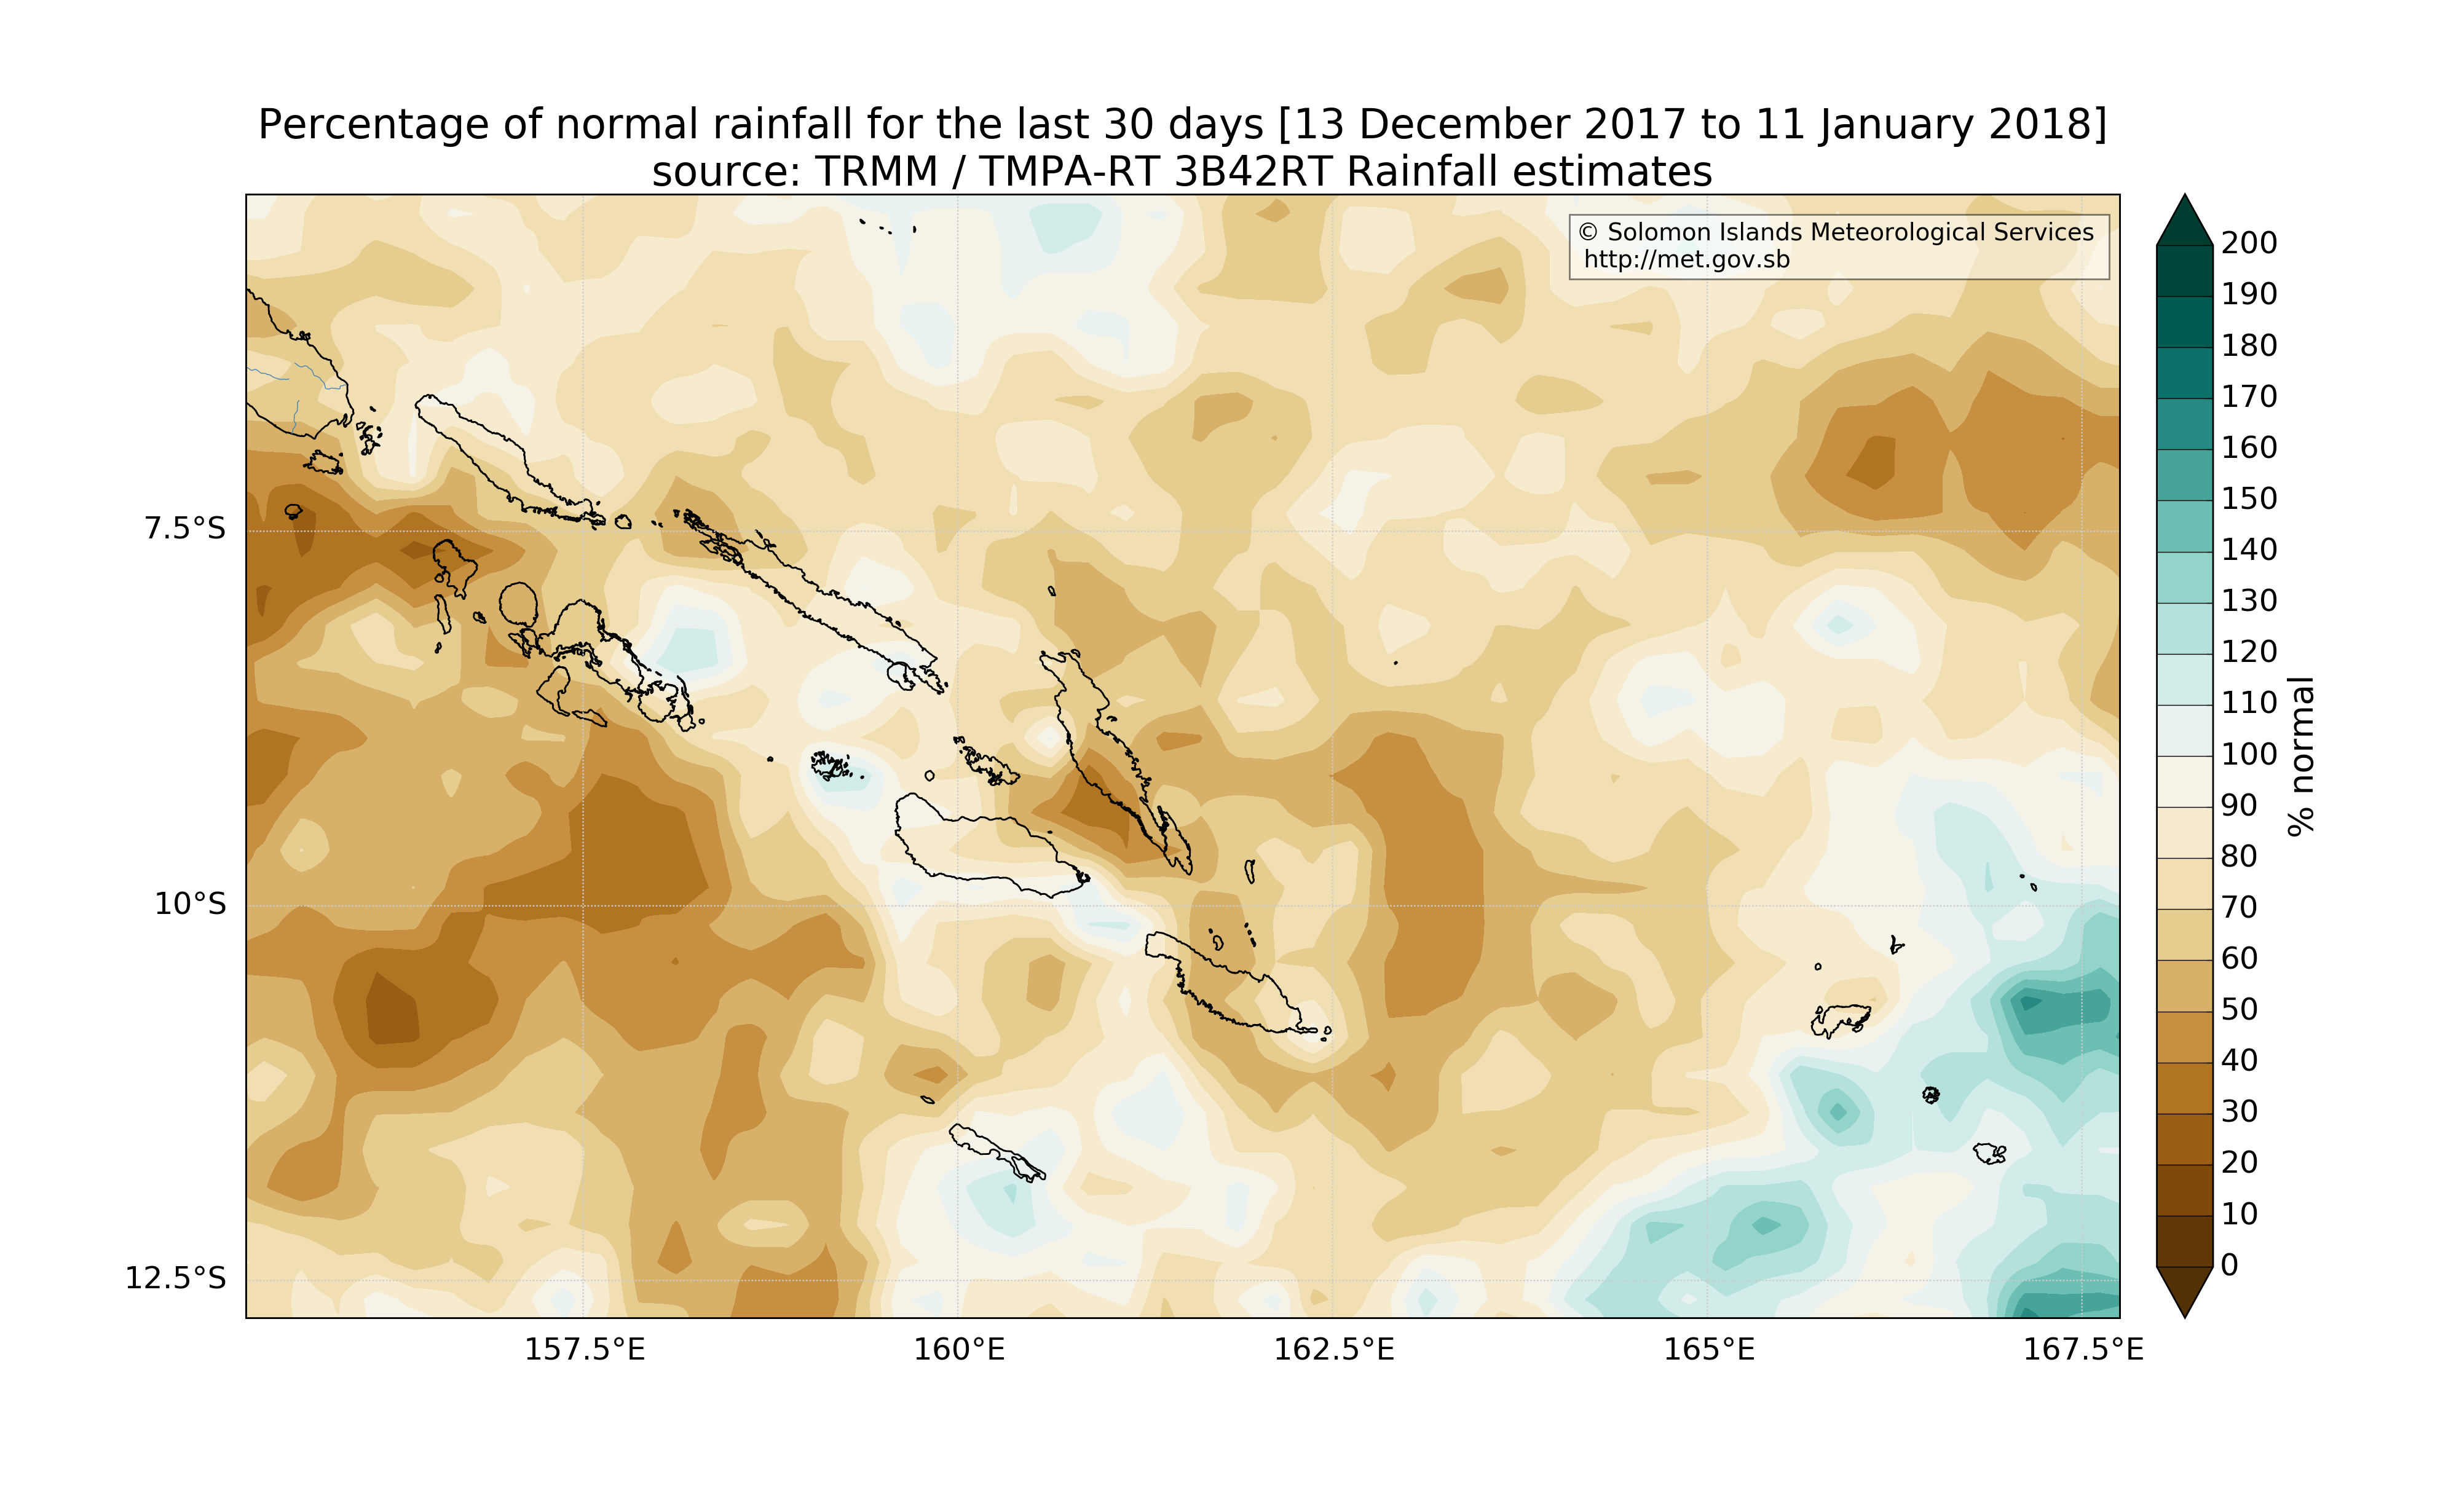 Percentage of normal rainfall for the last 30 days [13 December 2017 to 11 January 2018]
source: TRMM / TMPA-RT 3B42RT Rainfall estimates
© Solomon Islands Meteorological Services
http://met.gov.sb
7.5°S
10°S
12.5°S
157.5°E
160°E
162.5°E
165°E
167.5°E
200
190
180
170
160
150
140
130
120
110
100
90
80
70
60
50
40
30
20
10
0
% normal